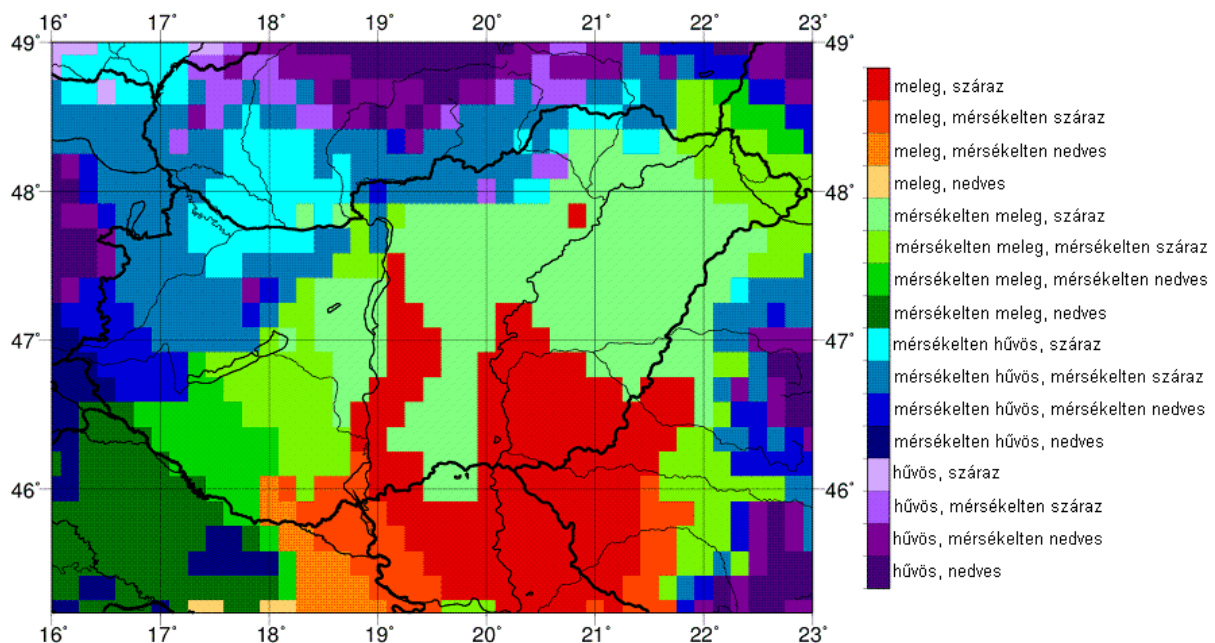 16° 17° 18° 19° 20° 21° 22° 23°
49° 49°
48° 48°
47° 47°
46° 46°
16° 17° 18° 19° 20° 21° 22° 23°
meleg, száraz
meleg, mérsékelten száraz
meleg, mérsékelten nedves
meleg, nedves
mérsékelten meleg, száraz
mérsékelten meleg, mérsékelten száraz
mérsékelten meleg, mérsékelten nedves
mérsékelten meleg, nedves
mérsékelten hűvös, száraz
mérsékelten hűvös, mérsékelten száraz
mérsékelten hűvös, mérsékelten nedves
mérsékelten hűvös, nedves
hűvös, száraz
hűvös, mérsékelten száraz
hűvös, mérsékelten nedves
hűvös, nedves